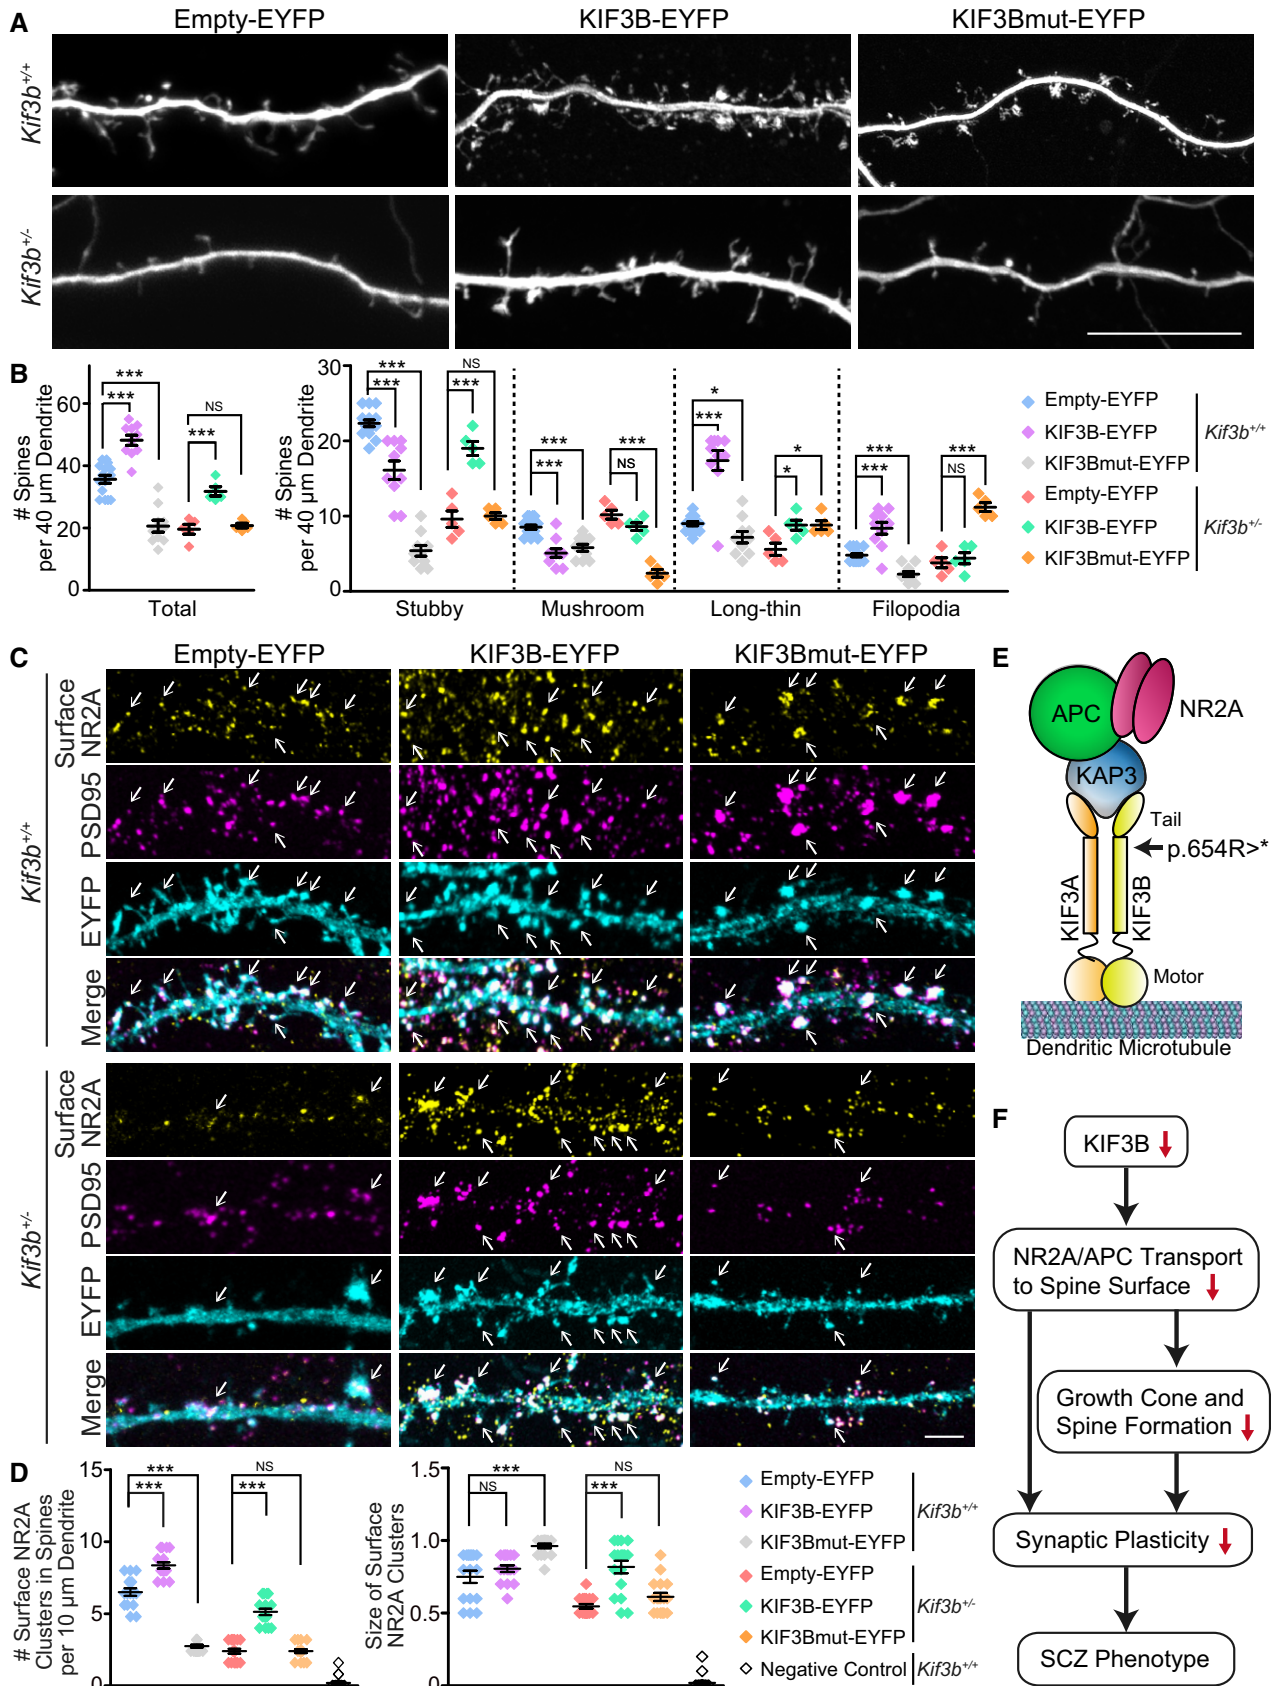 A
Empty-EYFP
KIF3B-EYFP
KIF3Bmut-EYFP
Kif3b+/+
Kif3b+/-
B
# Spines
per 40 µm Dendrite
60
40
20
0
***
***
***
NS
Total
# Spines
per 40 µm Dendrite
30
20
10
0
***
***
***
NS
***
***
***
NS
*
***
*
*
***
***
***
NS
Stubby
Mushroom
Long-thin
Filopodia
Empty-EYFP
KIF3B-EYFP
KIF3Bmut-EYFP
Kif3b+/+
Empty-EYFP
KIF3B-EYFP
KIF3Bmut-EYFP
Kif3b+/-
C
Empty-EYFP
KIF3B-EYFP
KIF3Bmut-EYFP
Kif3b+/+
Surface
NR2A
PSD95
EYFP
Merge
Kif3b+/-
Surface
NR2A
PSD95
EYFP
Merge
E
APC
NR2A
KAP3
Tail
p.654R>*
KIF3A
KIF3B
Motor
Dendritic Microtubule
F
KIF3B
NR2A/APC Transport
to Spine Surface
Growth Cone and
Spine Formation
Synaptic Plasticity
SCZ Phenotype
D
# Surface NR2A
Clusters in Spines
per 10 µm Dendrite
15
10
5
0
***
***
NS
***
Size of Surface
NR2A Clusters
1.5
1.0
0.5
0
***
NS
NS
***
Empty-EYFP
KIF3B-EYFP
KIF3Bmut-EYFP
Kif3b+/+
Empty-EYFP
KIF3B-EYFP
KIF3Bmut-EYFP
Kif3b+/-
Negative Control
Kif3b+/+